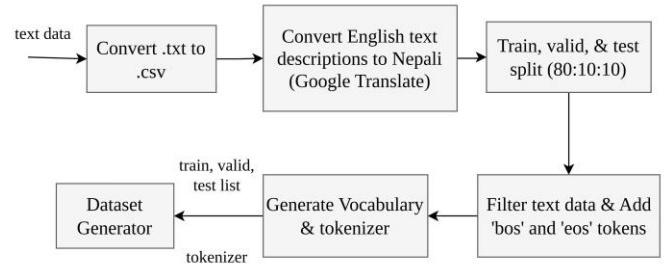 text data
Convert .txt to
.csv
Convert English text
descriptions to Nepali
(Google Translate)
Train, valid, & test
split (80:10:10)
Filter text data & Add
'bos' and 'eos' tokens
Generate Vocabulary
& tokenizer
train, valid,
test list
tokenizer
Dataset
Generator